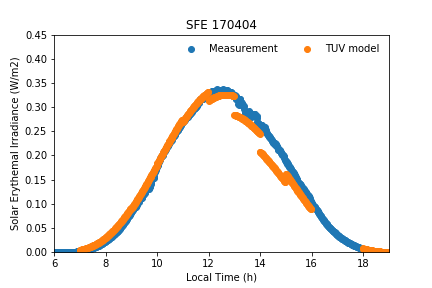 SFE 170404
Measurement
TUV model
Solar Erythemal Irradiance (W/m2)
0.45
0.40
0.35
0.30
0.25
0.20
0.15
0.10
0.05
0.00
6 8 10 12 14 16 18
Local Time (h)